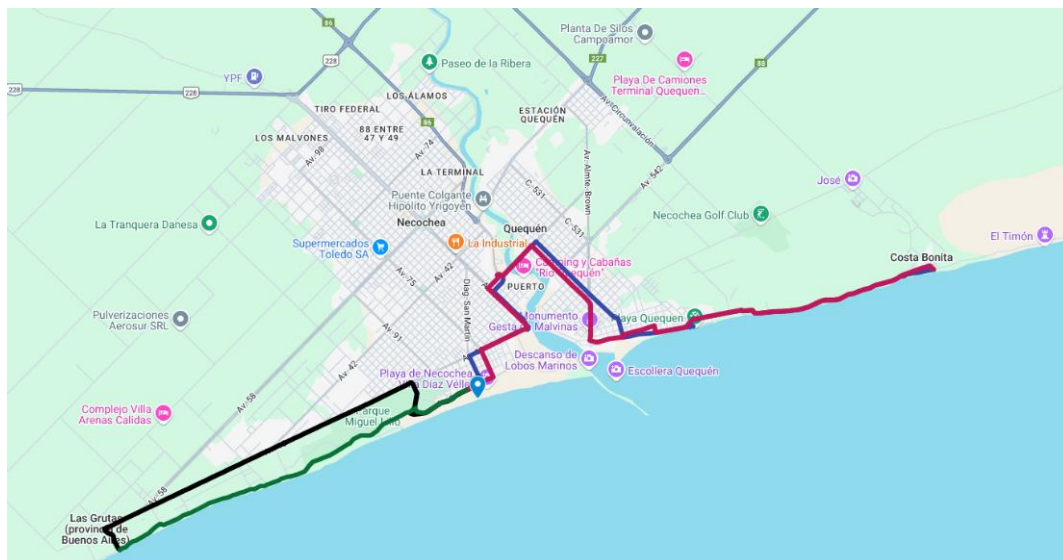 86
Planta De Silos
Campoamor
228
YPF
Paseo de la Ribera
227
88
Playa De Camiones
Terminal Quequen...
228
228
LOS ÁLAMOS
TIRO FEDERAL
ESTACIÓN
QUEQUÉN
Av. Circunvalación
LOS MALVONES
88 ENTRE
47 Y 49
86
Av. 98
Av. 74
LA TERMINAL
C. 531
Av. Almte. Brown
Av. 542
José
Puente Colgante
Hipólito Yrigoyen
La Tranquera Danesa
Necochea
Quequén
C. 531
Necochea Golf Club
El Timón
Supermercados
Toledo SA
La Industrial
Costa Bonita
Camping y Cabañas
"Río Quequén"
Av. 42
Av. 75
PUERTO
Diag. San Martín
Pulverizaciones
Aerosur SRL
Monumento
Gesta de Malvinas
Playa Quequen
Av. 91
Descanso de
Lobos Marinos
Escollera Quequén
Playa de Necochea
Villa Díaz Vélez
Av. 42
Av. 58
Complejo Villa
Arenas Calidas
Parque
Miguel Lillo
Av. 58
Las Grutas
(provincia de
Buenos Aires)